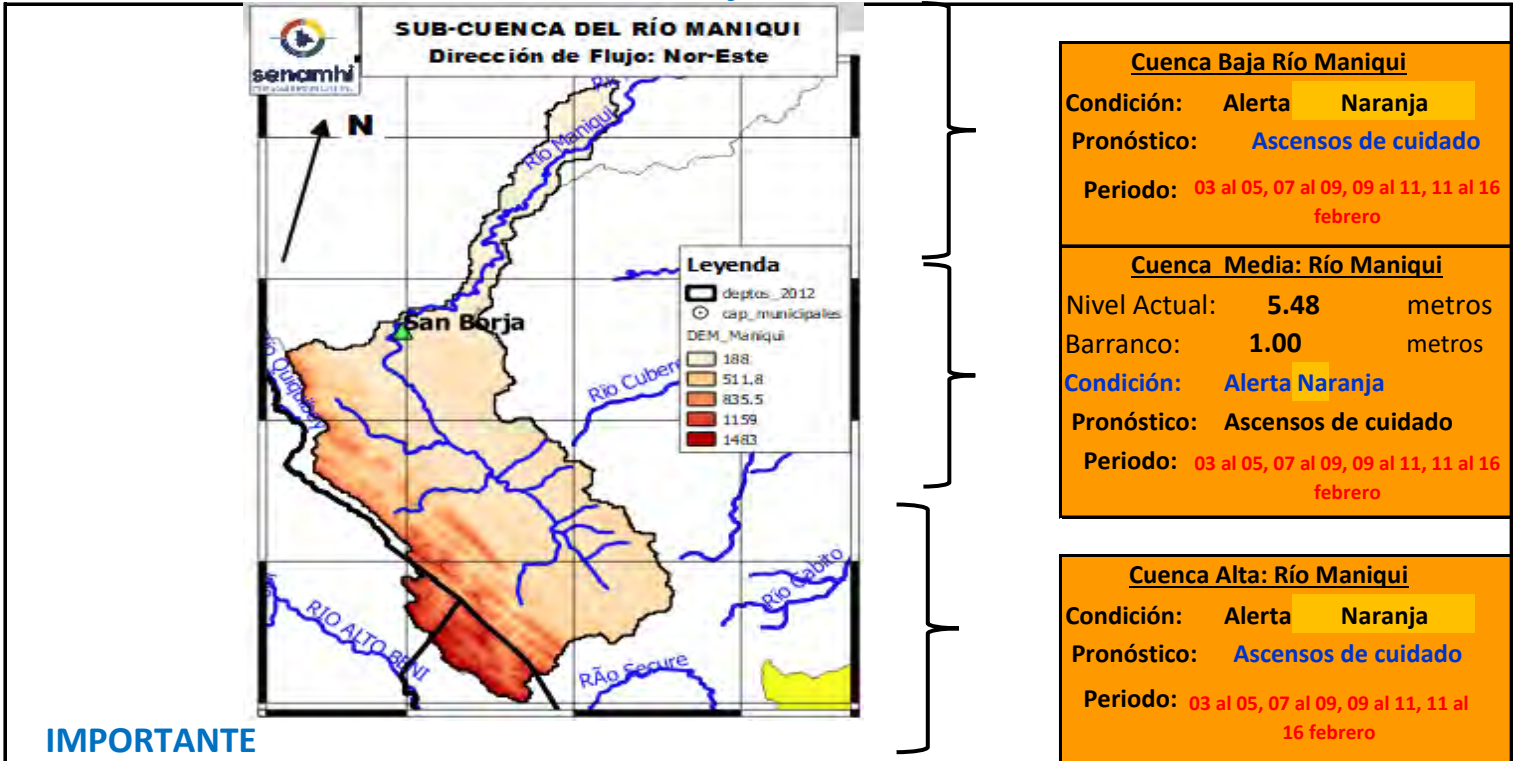 SUB-CUENCA DEL RÍO MANIQUI
Dirección de Flujo: Nor-Este
senamhi
N
Río Maniqui
Río Maniqui
San Borja
Río Quiquibey
Río Cubere
Río Cabito
RIO ALTO BENI
RÃo Secure
Leyenda
deptos_2012
cap_municipales
DEM_Maniqui
188
511.8
835.5
1159
1483
IMPORTANTE
Cuenca Baja Río Maniqui
Condición: Alerta Naranja
Pronóstico: Ascensos de cuidado
Periodo: 03 al 05, 07 al 09, 09 al 11, 11 al 16
febrero
Cuenca Media: Río Maniqui
Nivel Actual: 5.48 metros
Barranco: 1.00 metros
Condición: Alerta Naranja
Pronóstico: Ascensos de cuidado
Periodo: 03 al 05, 07 al 09, 09 al 11, 11 al 16
febrero
Cuenca Alta: Río Maniqui
Condición: Alerta Naranja
Pronóstico: Ascensos de cuidado
Periodo: 03 al 05, 07 al 09, 09 al 11, 11 al
16 febrero